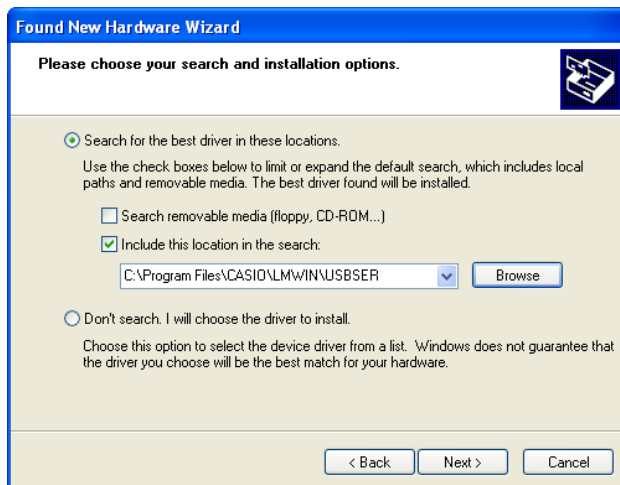 Found New Hardware Wizard
Please choose your search and installation options.
Search for the best driver in these locations.
Use the check boxes below to limit or expand the default search, which includes local
paths and removable media. The best driver found will be installed.
Search removable media (floppy, CD-ROM...)
Include this location in the search:
C:\Program Files\CASIO\LMWIN\USBSER
Browse
Don't search. I will choose the driver to install.
Choose this option to select the device driver from a list. Windows does not guarantee that
the driver you choose will be the best match for your hardware.
< Back
Next >
Cancel